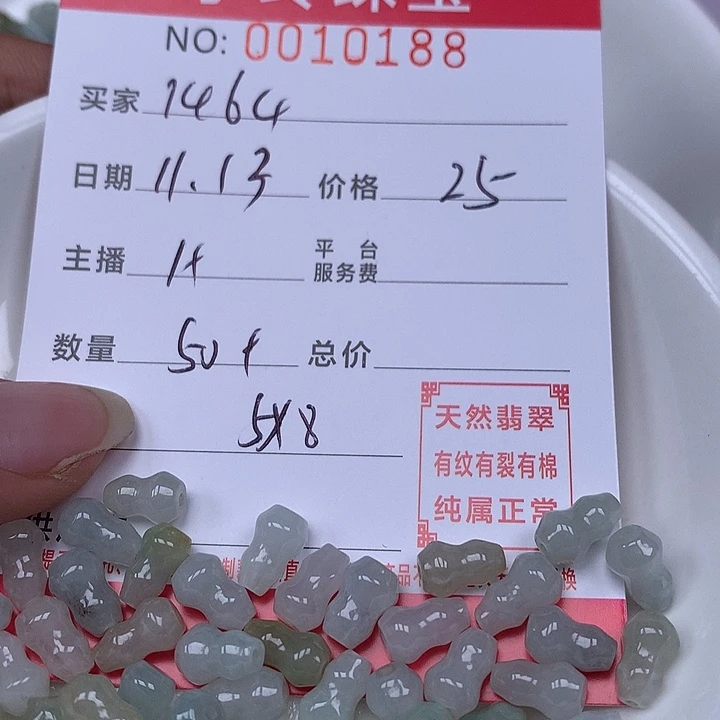 NO: 0010188
买家 1464
日期 11.13 价格 25
主播 1+ 平台服务费
数量 50 + 总价
5X8
天然翡翠
有纹有裂有棉
纯属正常